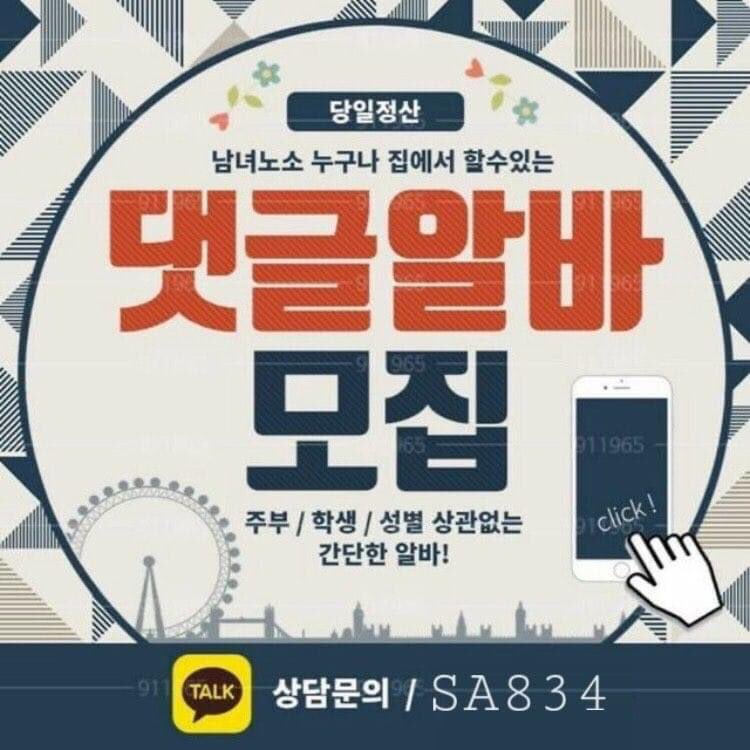 당일정산
남녀노소 누구나 집에서 할수있는
댓글알바
모집
주부 / 학생 / 성별 상관없는
간단한 알바!
click !
TALK 상담문의 / SA834
911965